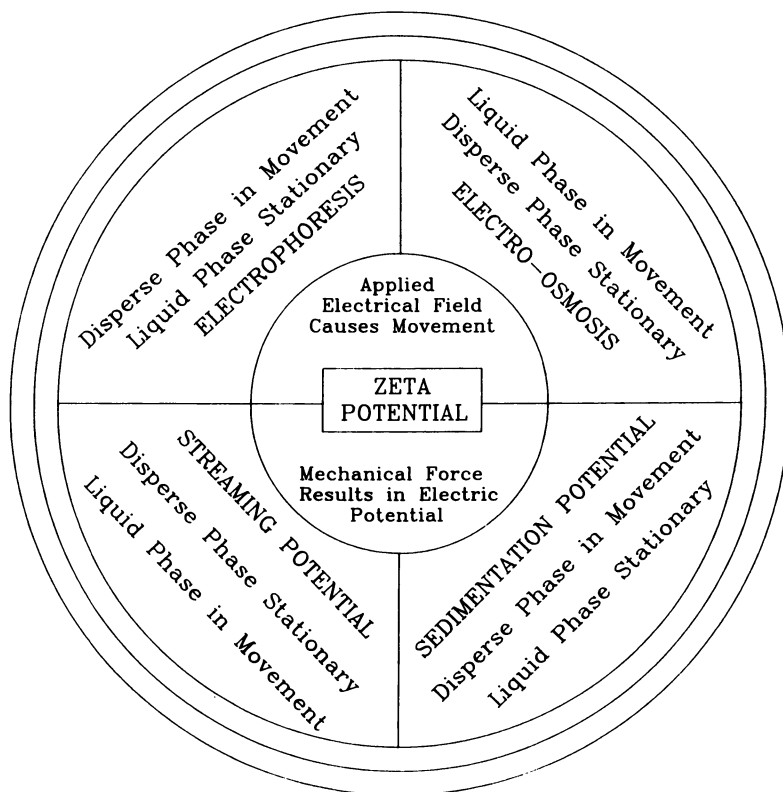 Disperse Phase in Movement
Liquid Phase Stationary
ELECTROPHORESIS
Liquid Phase in Movement
Disperse Phase Stationary
ELECTRO-OSMOSIS
Applied
Electrical Field
Causes Movement
ZETA
POTENTIAL
Mechanical Force
Results in Electric
Potential
STREAMING POTENTIAL
Disperse Phase Stationary
Liquid Phase in Movement
SEDIMENTATION POTENTIAL
Disperse Phase in Movement
Liquid Phase Stationary